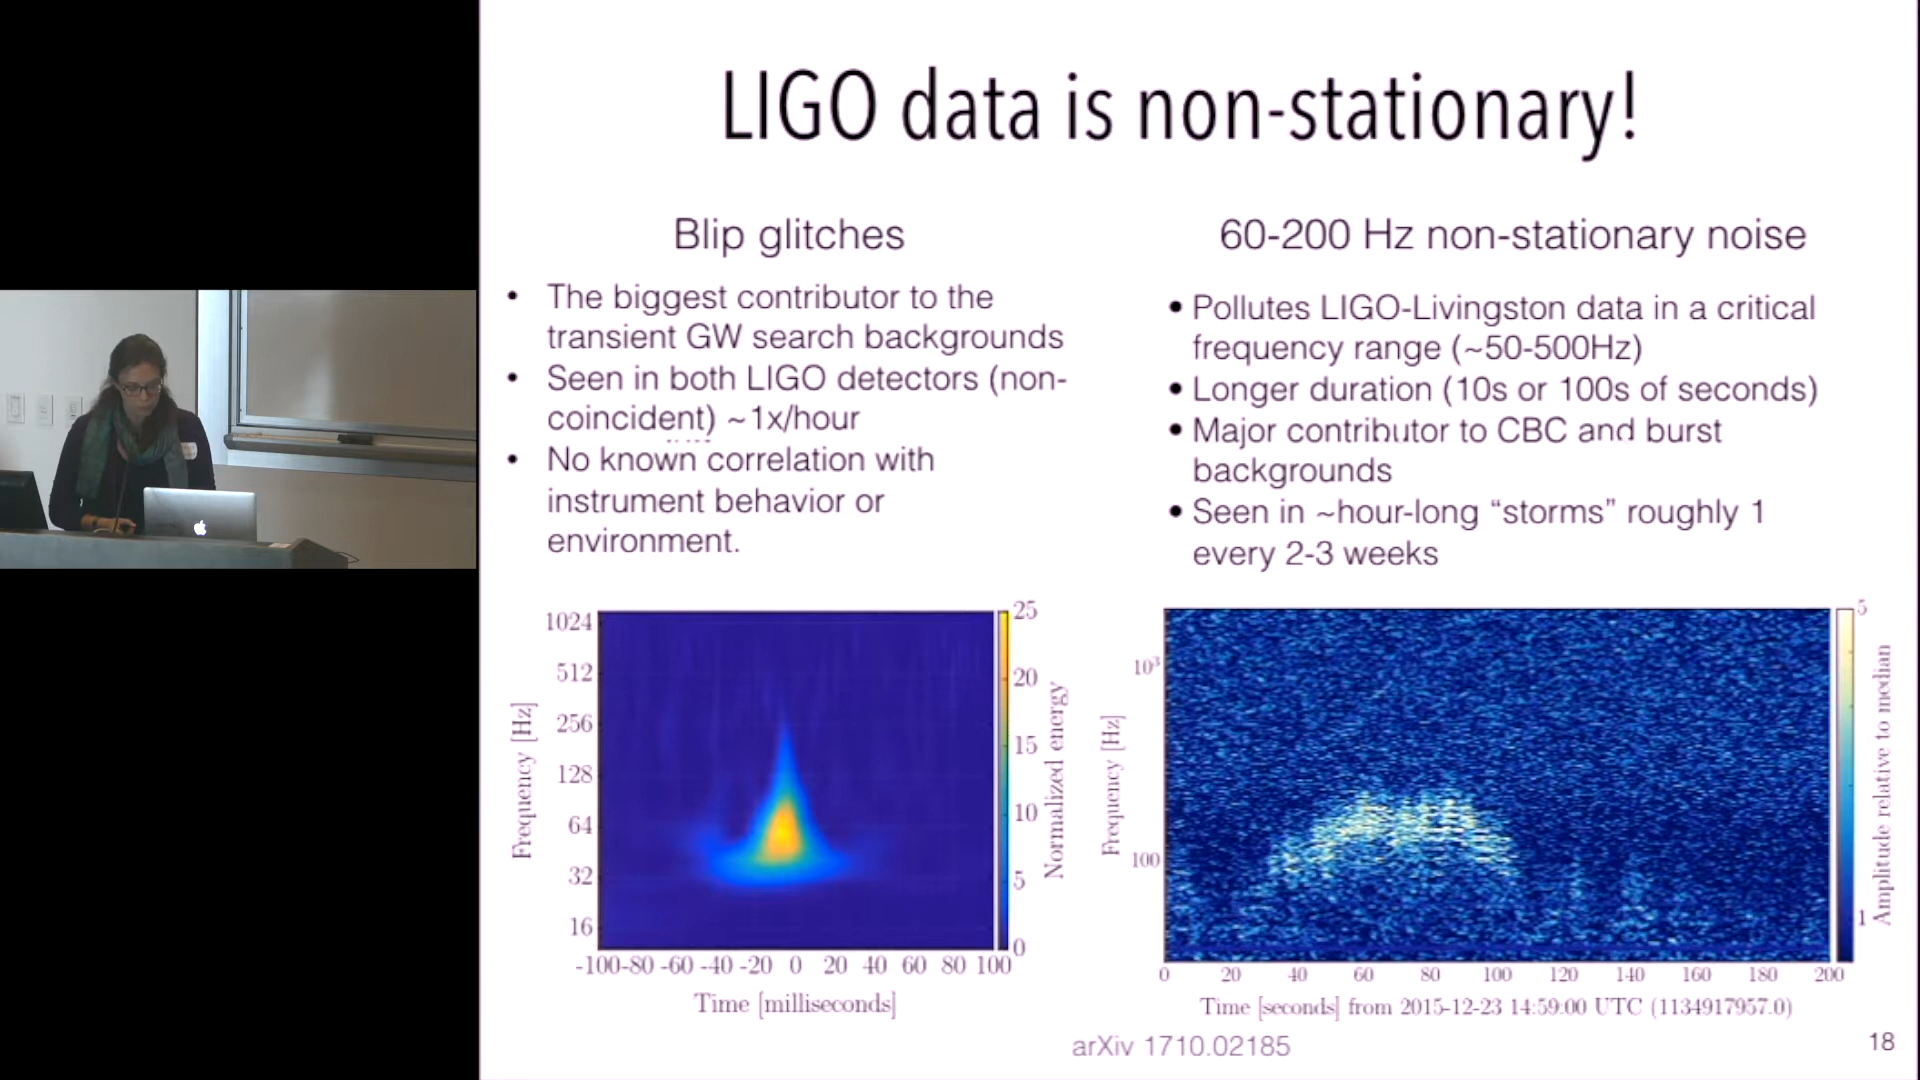 LIGO data is non-stationary!
Blip glitches
• The biggest contributor to the
transient GW search backgrounds
• Seen in both LIGO detectors (non-
coincident) ~1x/hour
• No known correlation with
instrument behavior or
environment.
60-200 Hz non-stationary noise
• Pollutes LIGO-Livingston data in a critical
frequency range (~50-500Hz)
• Longer duration (10s or 100s of seconds)
• Major contributor to CBC and burst
backgrounds
• Seen in ~hour-long “storms” roughly 1
every 2-3 weeks
1024
512
256
128
64
32
16
Frequency [Hz]
-100 -80 -60 -40 -20 0 20 40 60 80 100
Time [milliseconds]
25
20
15
10
5
0
Normalized energy
10³
100
Frequency [Hz]
0 20 40 60 80 100 120 140 160 180 200
Time [seconds] from 2015-12-23 14:59:00 UTC (1134917957.0)
5
1
Amplitude relative to median
arXiv 1710.02185
18